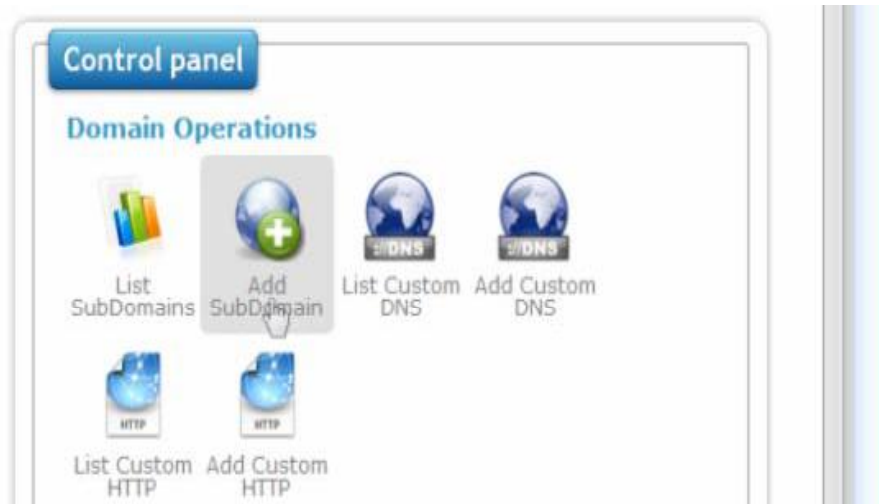 Control panel
Domain Operations
List
SubDomains
Add
SubDomain
List Custom
DNS
Add Custom
DNS
://DNS
://DNS
List Custom
HTTP
Add Custom
HTTP
HTTP
HTTP